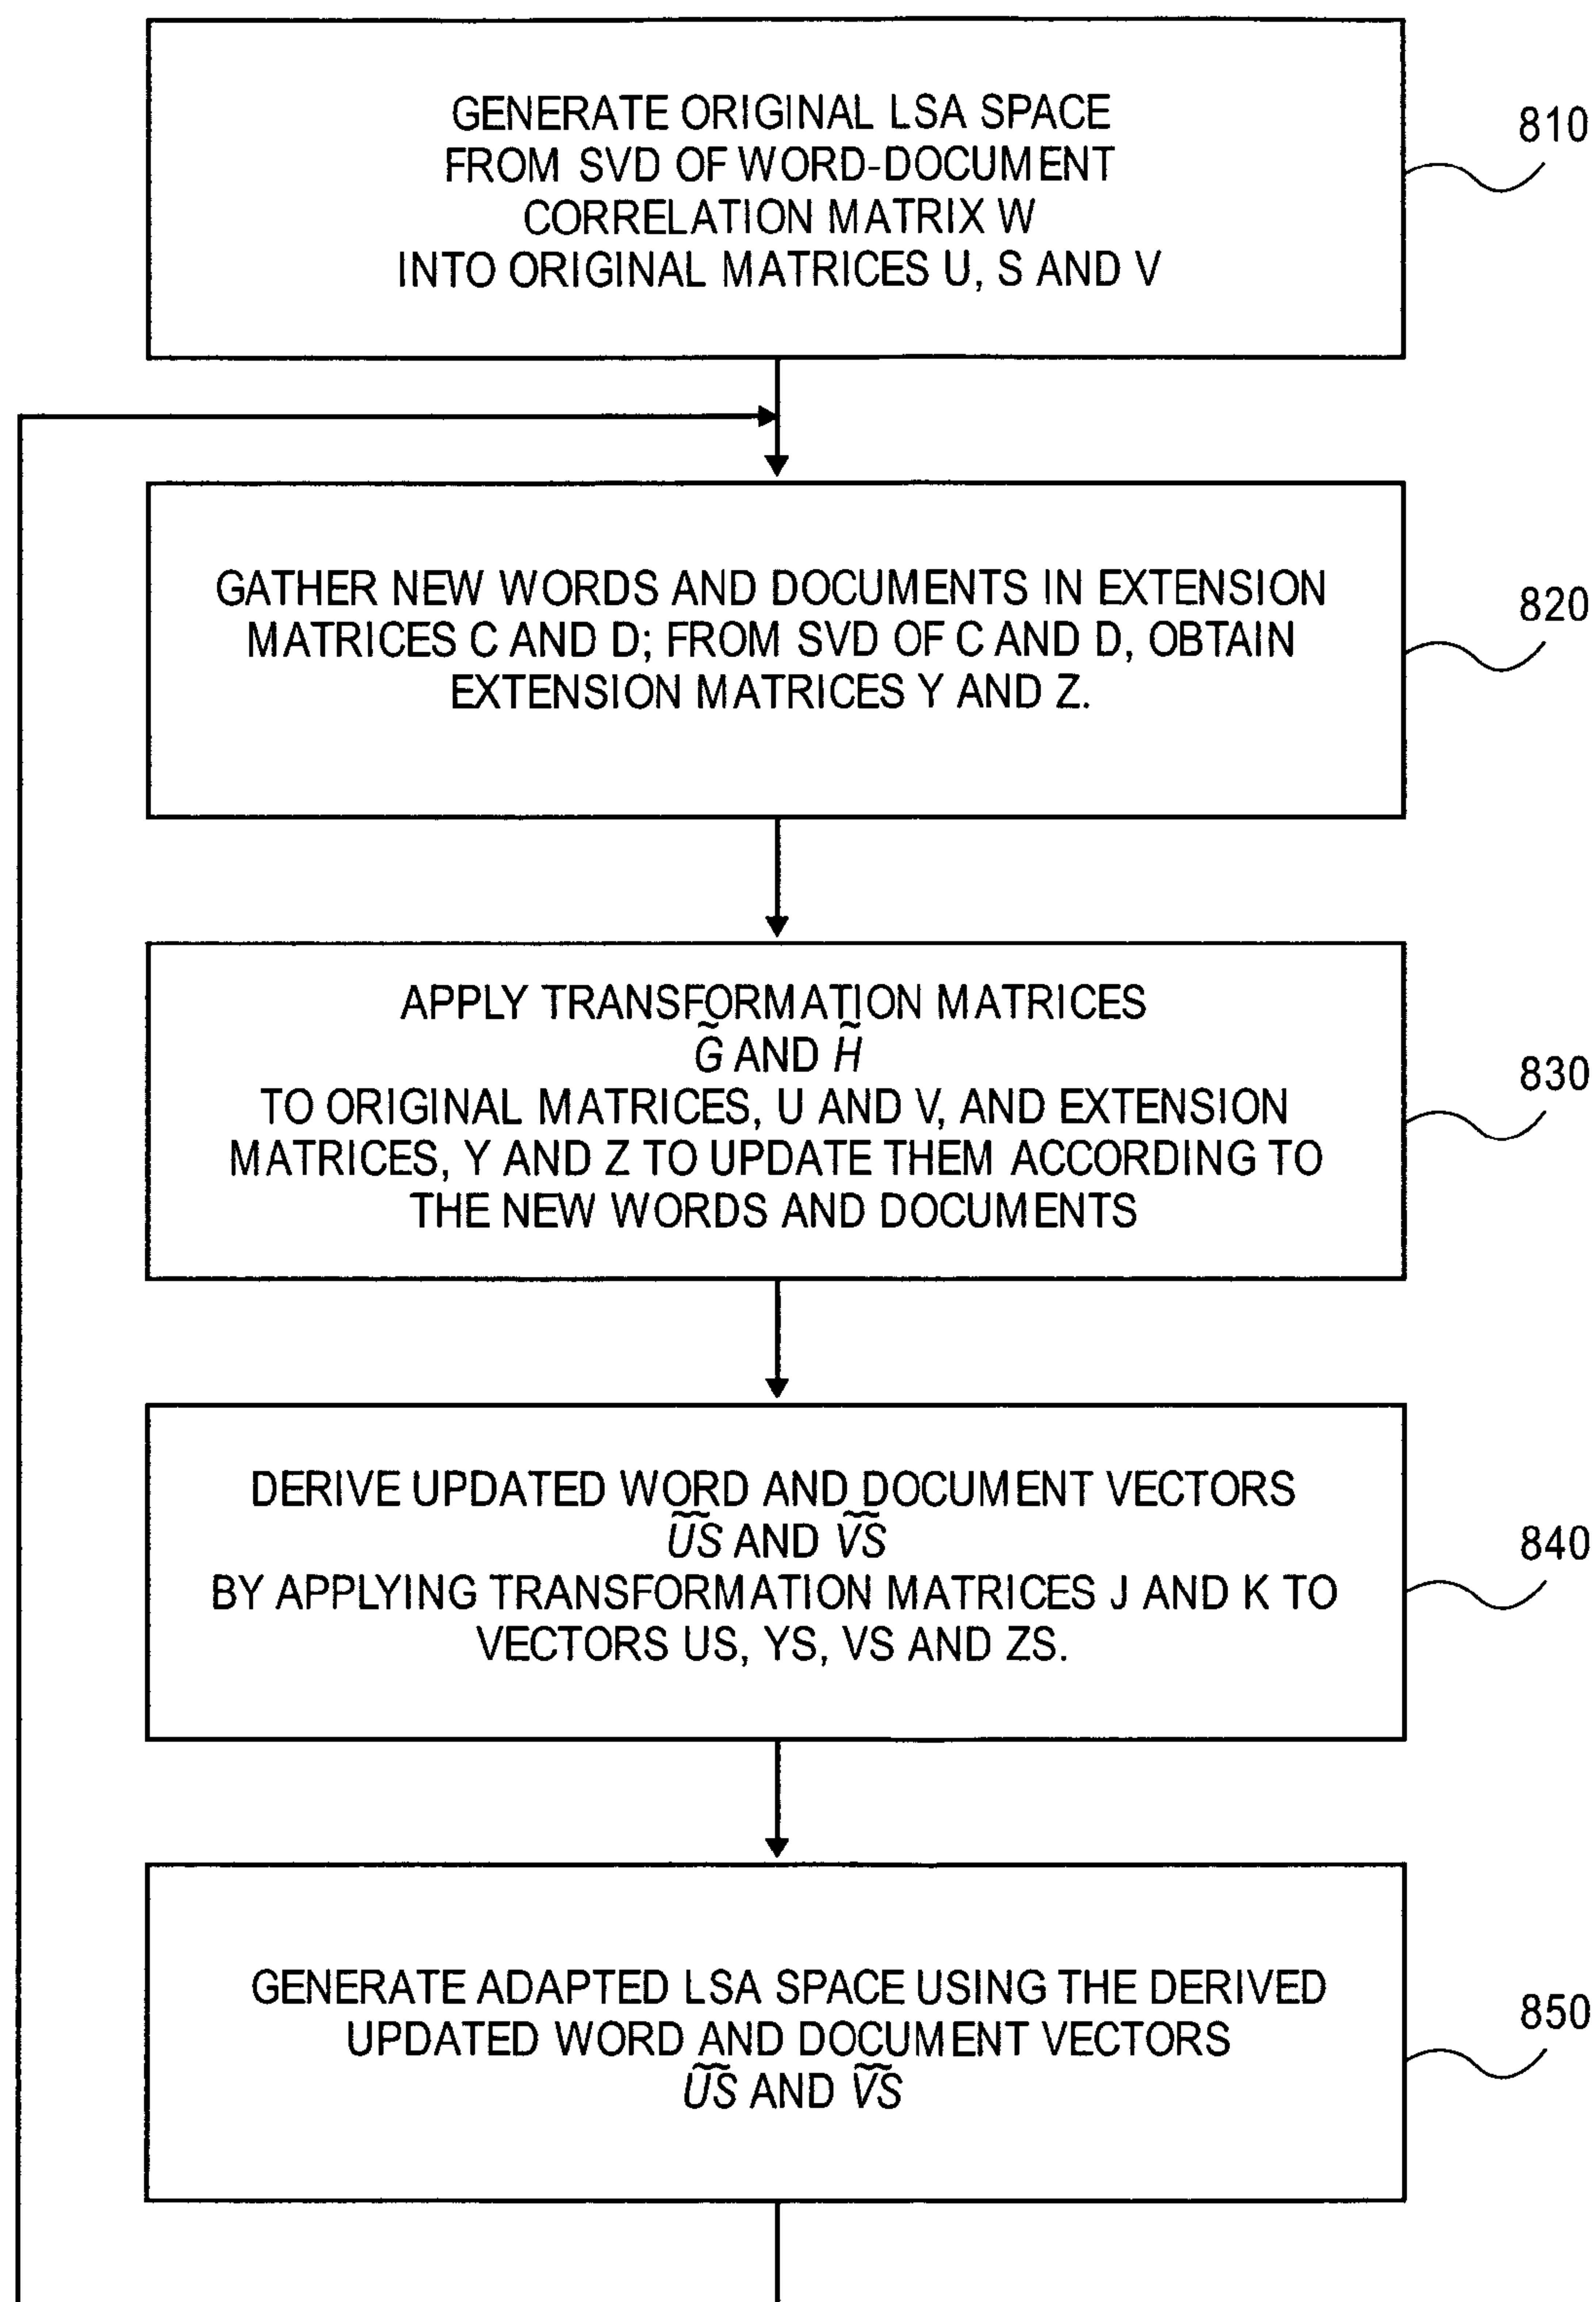 GENERATE ORIGINAL LSA SPACE
FROM SVD OF WORD-DOCUMENT
CORRELATION MATRIX W
INTO ORIGINAL MATRICES U, S AND V
810
GATHER NEW WORDS AND DOCUMENTS IN EXTENSION
MATRICES C AND D; FROM SVD OF C AND D, OBTAIN
EXTENSION MATRICES Y AND Z.
820
APPLY TRANSFORMATION MATRICES
G̃ AND H̃
TO ORIGINAL MATRICES, U AND V, AND EXTENSION
MATRICES, Y AND Z TO UPDATE THEM ACCORDING TO
THE NEW WORDS AND DOCUMENTS
830
DERIVE UPDATED WORD AND DOCUMENT VECTORS
ŨS̃ AND ṼS̃
BY APPLYING TRANSFORMATION MATRICES J AND K TO
VECTORS US, YS, VS AND ZS.
840
GENERATE ADAPTED LSA SPACE USING THE DERIVED
UPDATED WORD AND DOCUMENT VECTORS
ŨS̃ AND ṼS̃
850